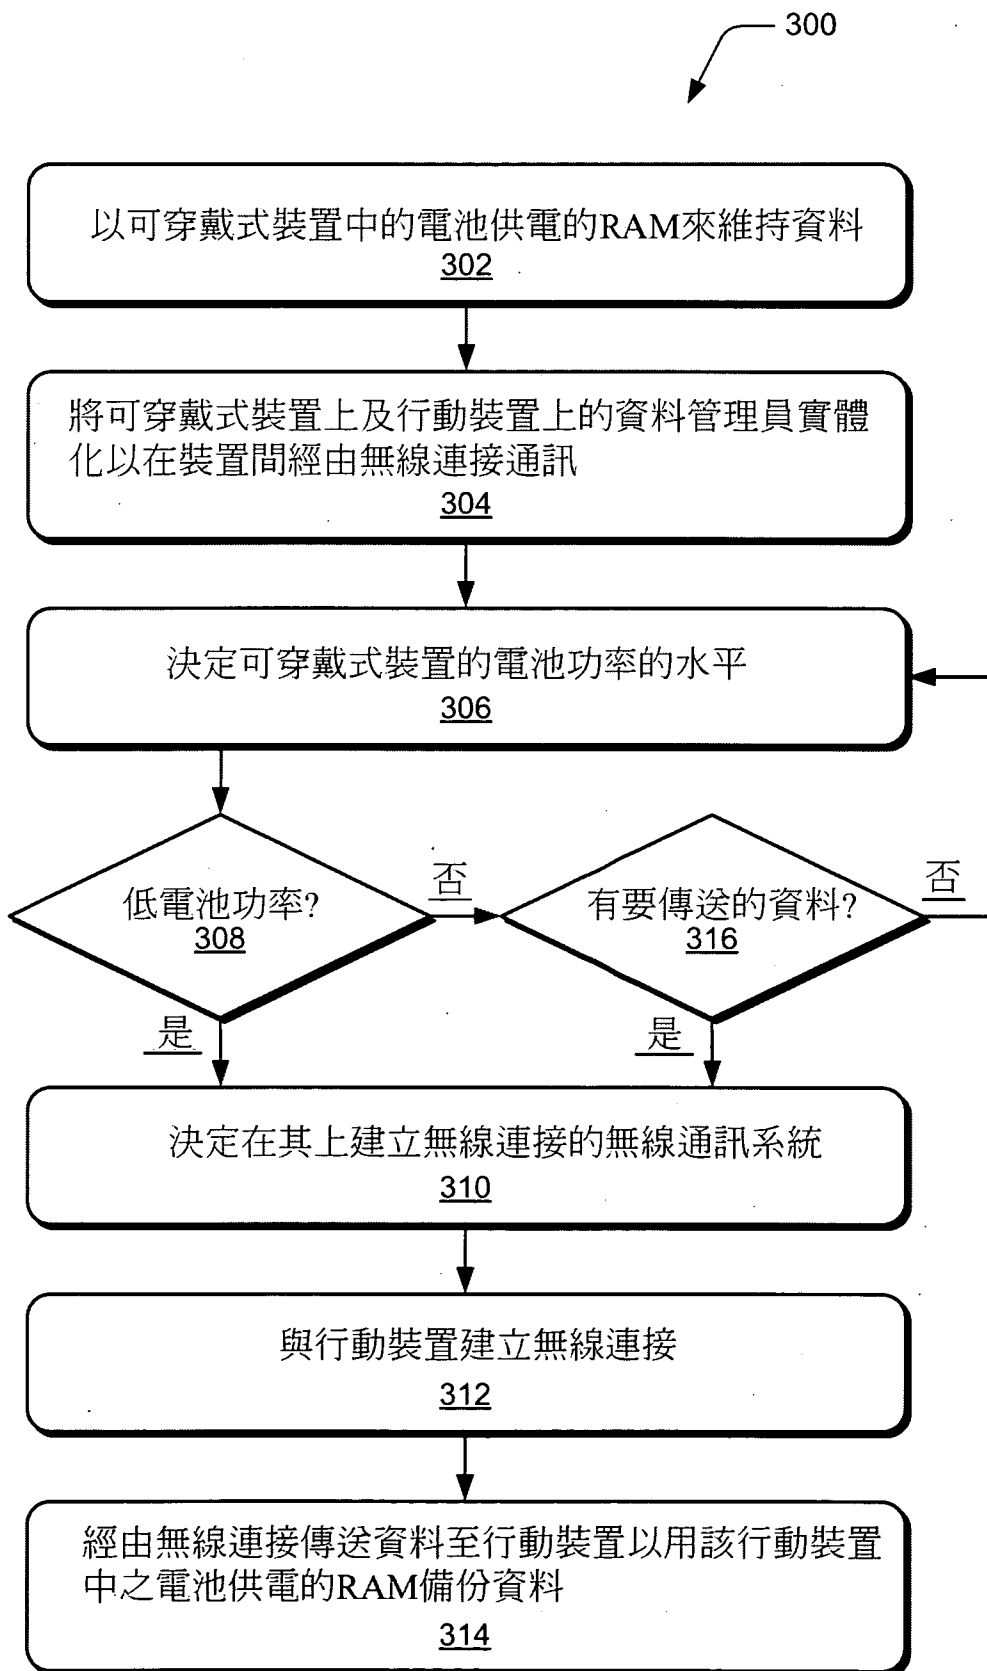 300
以可穿戴式裝置中的電池供電的RAM來維持資料
302
將可穿戴式裝置上及行動裝置上的資料管理員實體
化以在裝置間經由無線連接通訊
304
決定可穿戴式裝置的電池功率的水平
306
低電池功率?
308
否
有要傳送的資料?
316
否
是
是
決定在其上建立無線連接的無線通訊系統
310
與行動裝置建立無線連接
312
經由無線連接傳送資料至行動裝置以用該行動裝置
中之電池供電的RAM備份資料
314